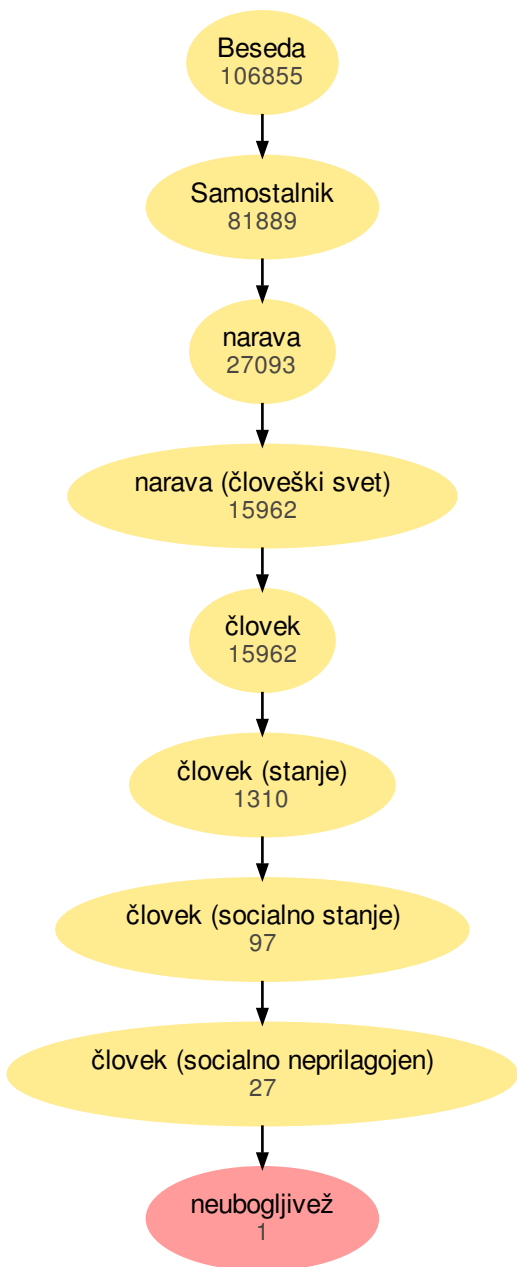 Beseda
106855
Samostalnik
81889
narava
27093
narava (človeški svet)
15962
človek
15962
človek (stanje)
1310
človek (socialno stanje)
97
človek (socialno neprilagojen)
27
neubogljivež
1